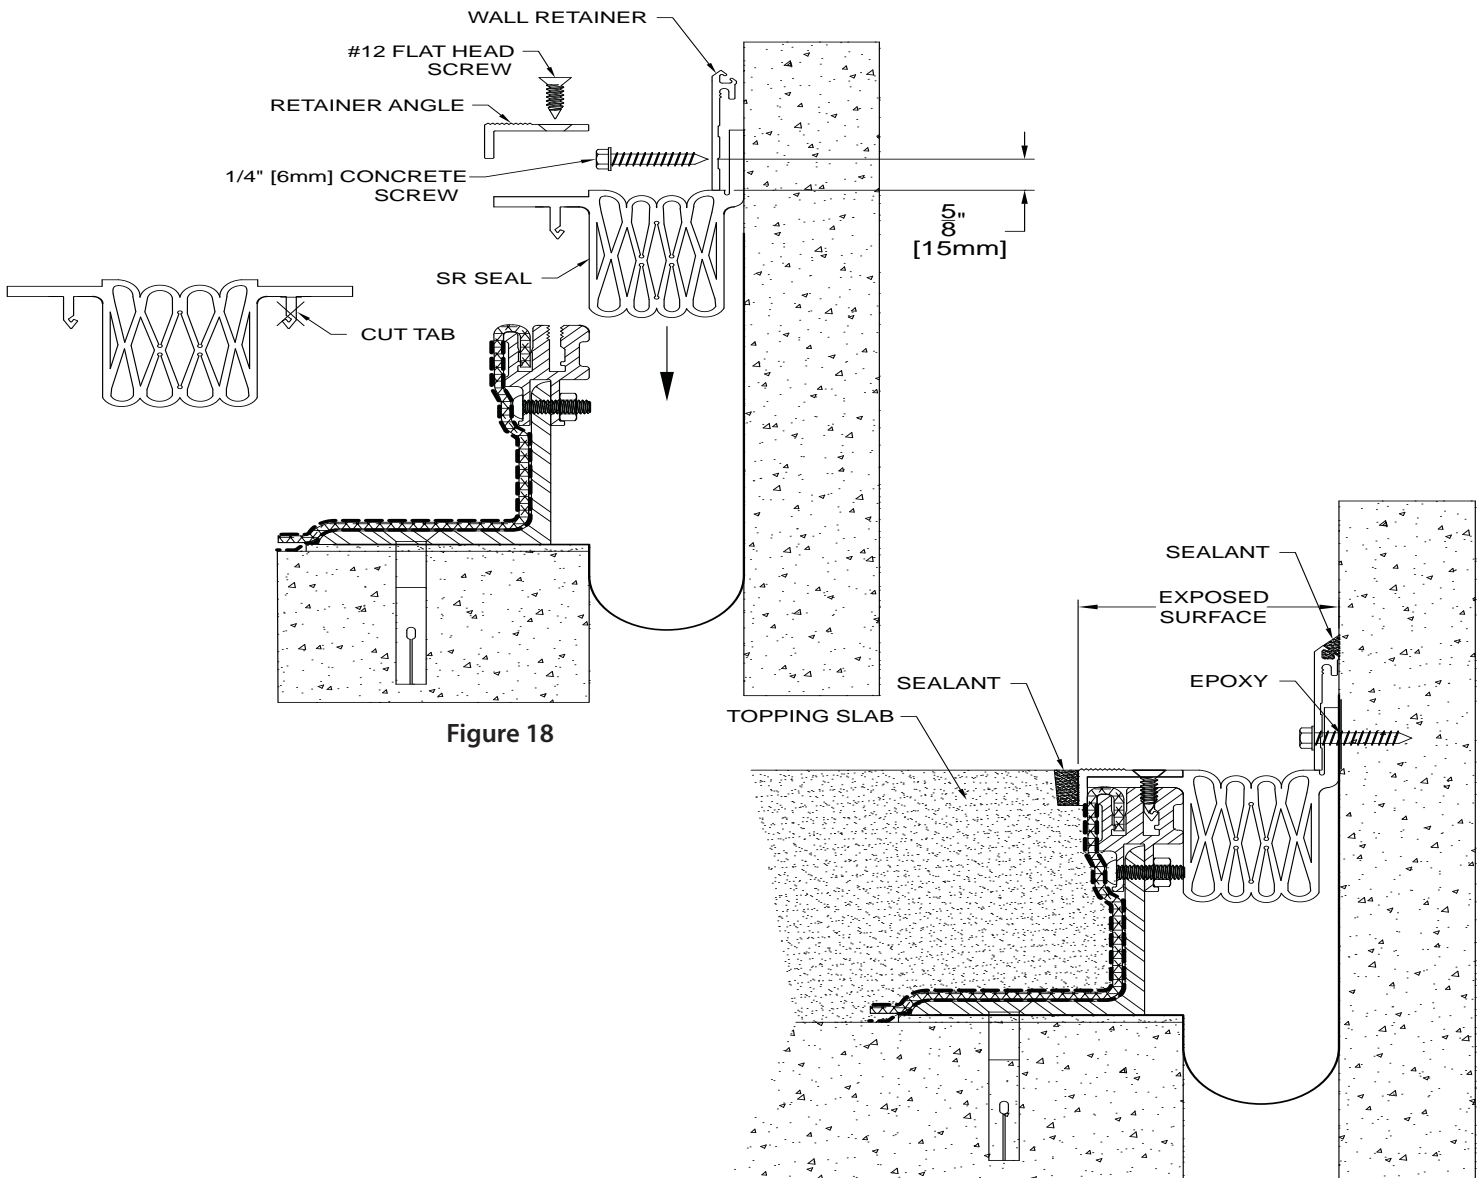 WALL RETAINER
#12 FLAT HEAD
SCREW
RETAINER ANGLE
1/4" [6mm] CONCRETE
SCREW
5/8"
[15mm]
SR SEAL
CUT TAB
Figure 18
SEALANT
EXPOSED
SURFACE
SEALANT
EPOXY
TOPPING SLAB